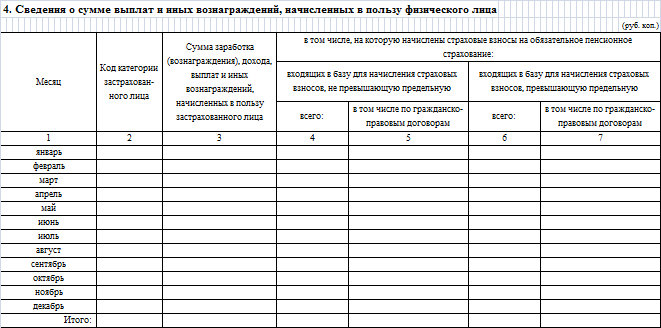 4. Сведения о сумме выплат и иных вознаграждений, начисленных в пользу физического лица
(руб. коп.)
Месяц
Код категории
застрахован-
ного лица
Сумма заработка
(вознаграждения), дохода,
выплат и иных
вознаграждений,
начисленных в пользу
застрахованного лица
в том числе, на которую начислены страховые взносы на обязательное пенсионное
страхование:
входящих в базу для начисления страховых
взносов, не превышающую предельную
входящих в базу для начисления страховых
взносов, превышающую предельную
всего:
в том числе по гражданско-
правовым договорам
всего:
в том числе по гражданско-
правовым договорам
1 2 3 4 5 6 7
январь
февраль
март
апрель
май
июнь
июль
август
сентябрь
октябрь
ноябрь
декабрь
Итого: